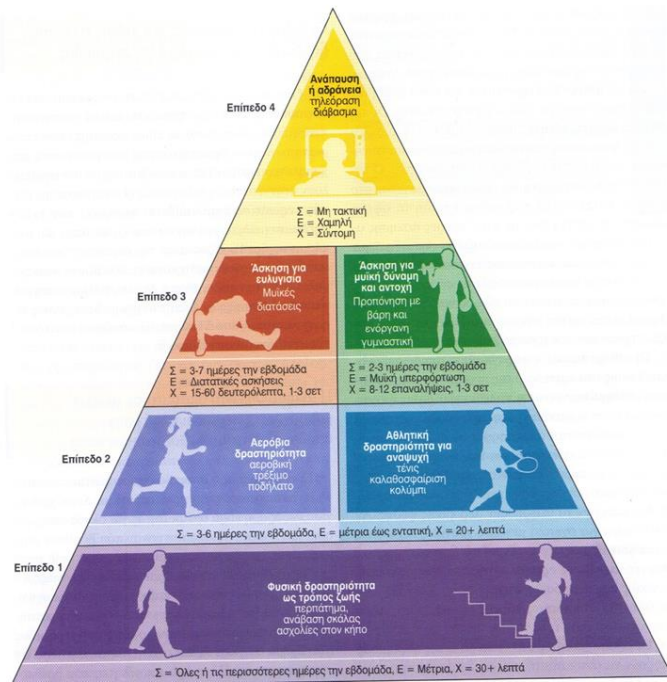 Επίπεδο 4
Ανάπαυση
ή αδράνεια
τηλεόραση
διάβασμα
Σ = Μη τακτική
Ε = Χαμηλή
Χ = Σύντομη
Επίπεδο 3
Άσκηση για
ευλυγισία
Μυϊκές
διατάσεις
Σ = 3-7 ημέρες την εβδομάδα
Ε = Διατατικές ασκήσεις
Χ = 15-60 δευτερόλεπτα, 1-3 σετ
Άσκηση για
μυϊκή δύναμη
και αντοχή
Προπόνηση με
βάρη και
ενόργανη
γυμναστική
Σ = 2-3 ημέρες την εβδομάδα
Ε = Μυϊκή υπερφόρτωση
Χ = 8-12 επαναλήψεις, 1-3 σετ
Επίπεδο 2
Αερόβια
δραστηριότητα
αεροβική
τρέξιμο
ποδήλατο
Αθλητική
δραστηριότητα για
αναψυχή
τένις
καλαθοσφαίριση
κολύμπι
Σ = 3-6 ημέρες την εβδομάδα, Ε = μέτρια έως εντατική, Χ = 20+ λεπτά
Επίπεδο 1
Φυσική δραστηριότητα
ως τρόπος ζωής
περπάτημα,
ανάβαση σκάλας
ασχολίες στον κήπο
Σ = Όλες ή τις περισσότερες ημέρες την εβδομάδα, Ε = Μέτρια, Χ = 30+ λεπτά